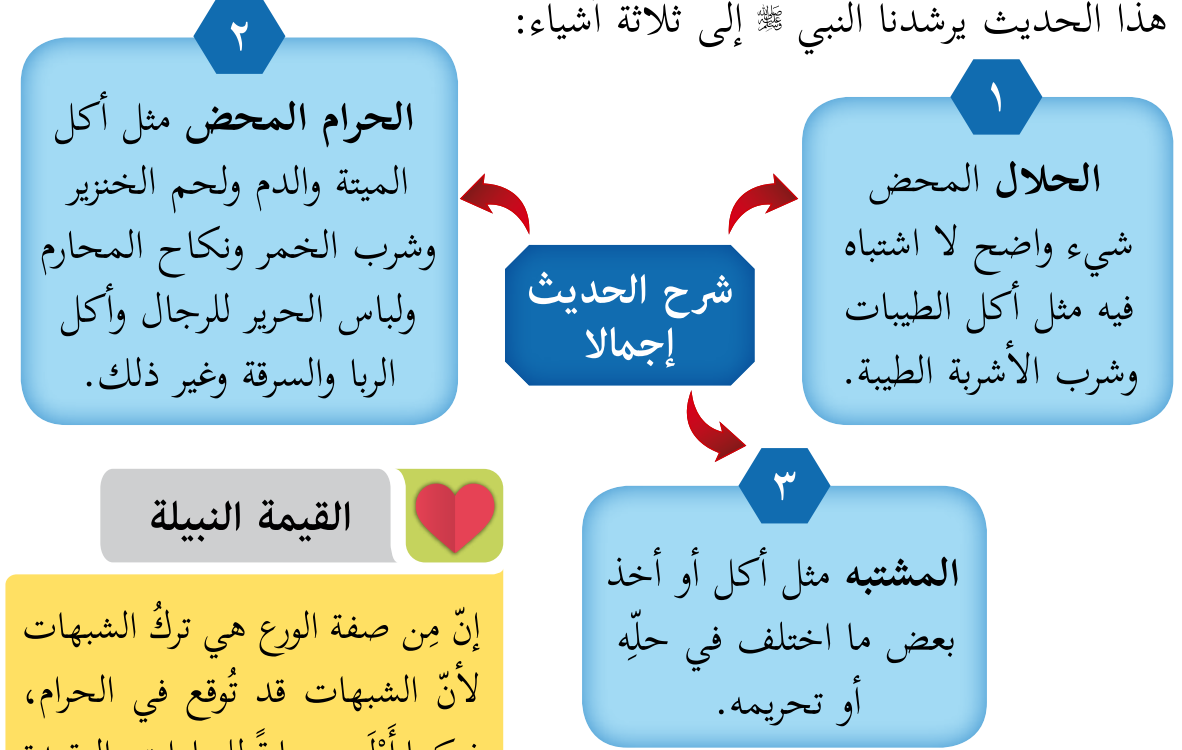 هذا الحديث يرشدنا النبي ﷺ إلى ثلاثة أشياء:
١
الحلال المحض
شيء واضح لا اشتباه
فيه مثل أكل الطيبات
وشرب الأشربة الطيبة.
٢
الحرام المحض مثل أكل
الميتة والدم ولحم الخنزير
وشرب الخمر ونكاح المحارم
ولباس الحرير للرجال وأكل
الربا والسرقة وغير ذلك.
شرح الحديث
إجمالا
٣
المشتبه مثل أكل أو أخذ
بعض ما اختلف في حلِّه
أو تحريمه.
القيمة النبيلة
إنّ مِن صفة الورع هي تركُ الشبهات
لأنّ الشبهات قد تُوقع في الحرام،